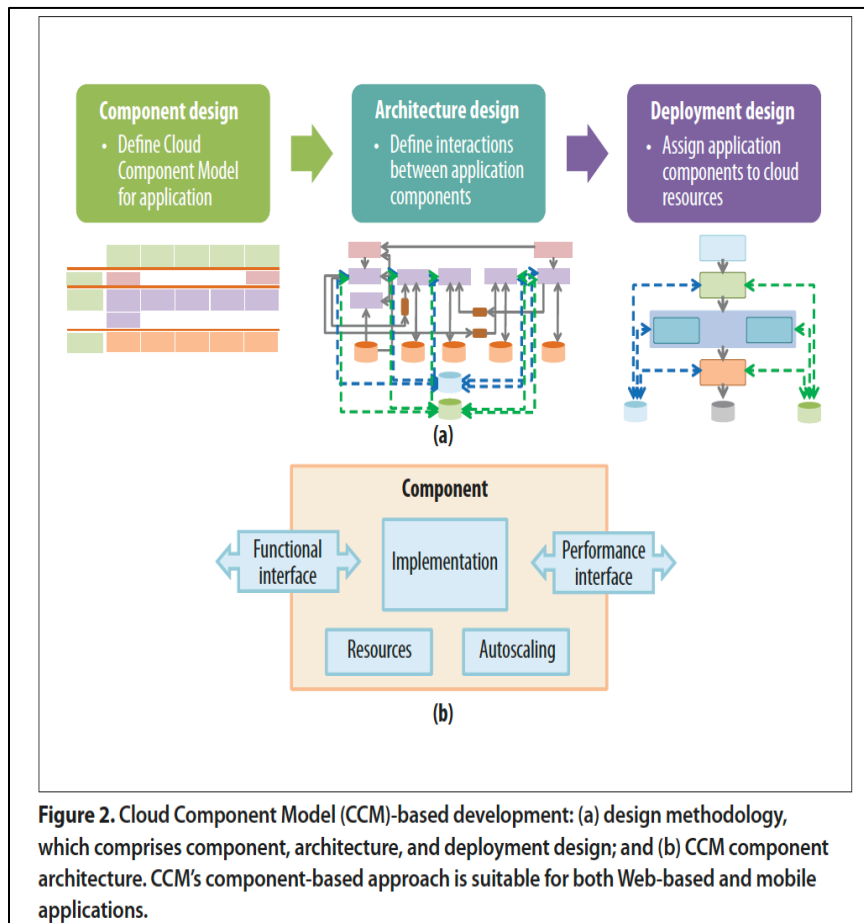 Component design
• Define Cloud
Component Model
for application
Architecture design
• Define interactions
between application
components
Deployment design
• Assign application
components to cloud
resources
(a)
Component
Functional
interface
Implementation
Performance
interface
Resources
Autoscaling
(b)
Figure 2. Cloud Component Model (CCM)-based development: (a) design methodology,
which comprises component, architecture, and deployment design; and (b) CCM component
architecture. CCM’s component-based approach is suitable for both Web-based and mobile
applications.